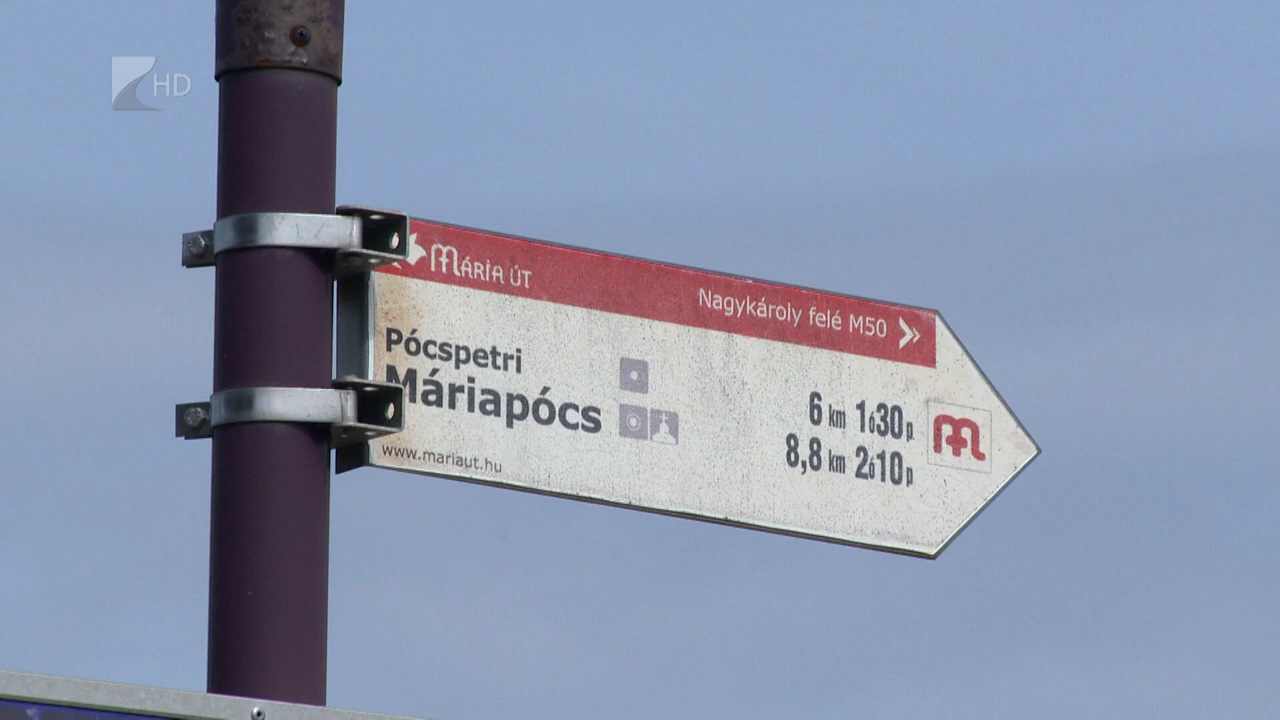 HD
MÁRIA ÚT
Nagykároly felé M50
Pócspetri
6 km 1ó30p
Máriapócs
8,8 km 2ó10p
www.mariaut.hu